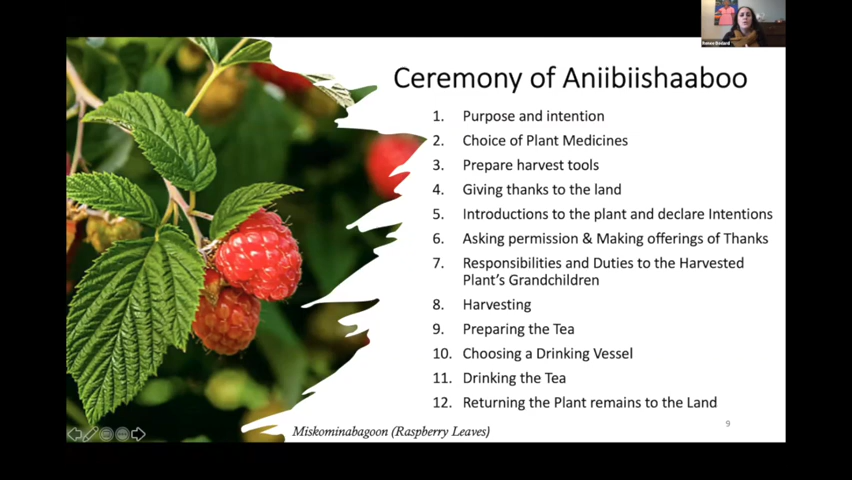 Renee Bedard
Ceremony of Aniibiishaaboo
1. Purpose and intention
2. Choice of Plant Medicines
3. Prepare harvest tools
4. Giving thanks to the land
5. Introductions to the plant and declare Intentions
6. Asking permission & Making offerings of Thanks
7. Responsibilities and Duties to the Harvested
Plant's Grandchildren
8. Harvesting
9. Preparing the Tea
10. Choosing a Drinking Vessel
11. Drinking the Tea
12. Returning the Plant remains to the Land
9
Miskominabagoon (Raspberry Leaves)